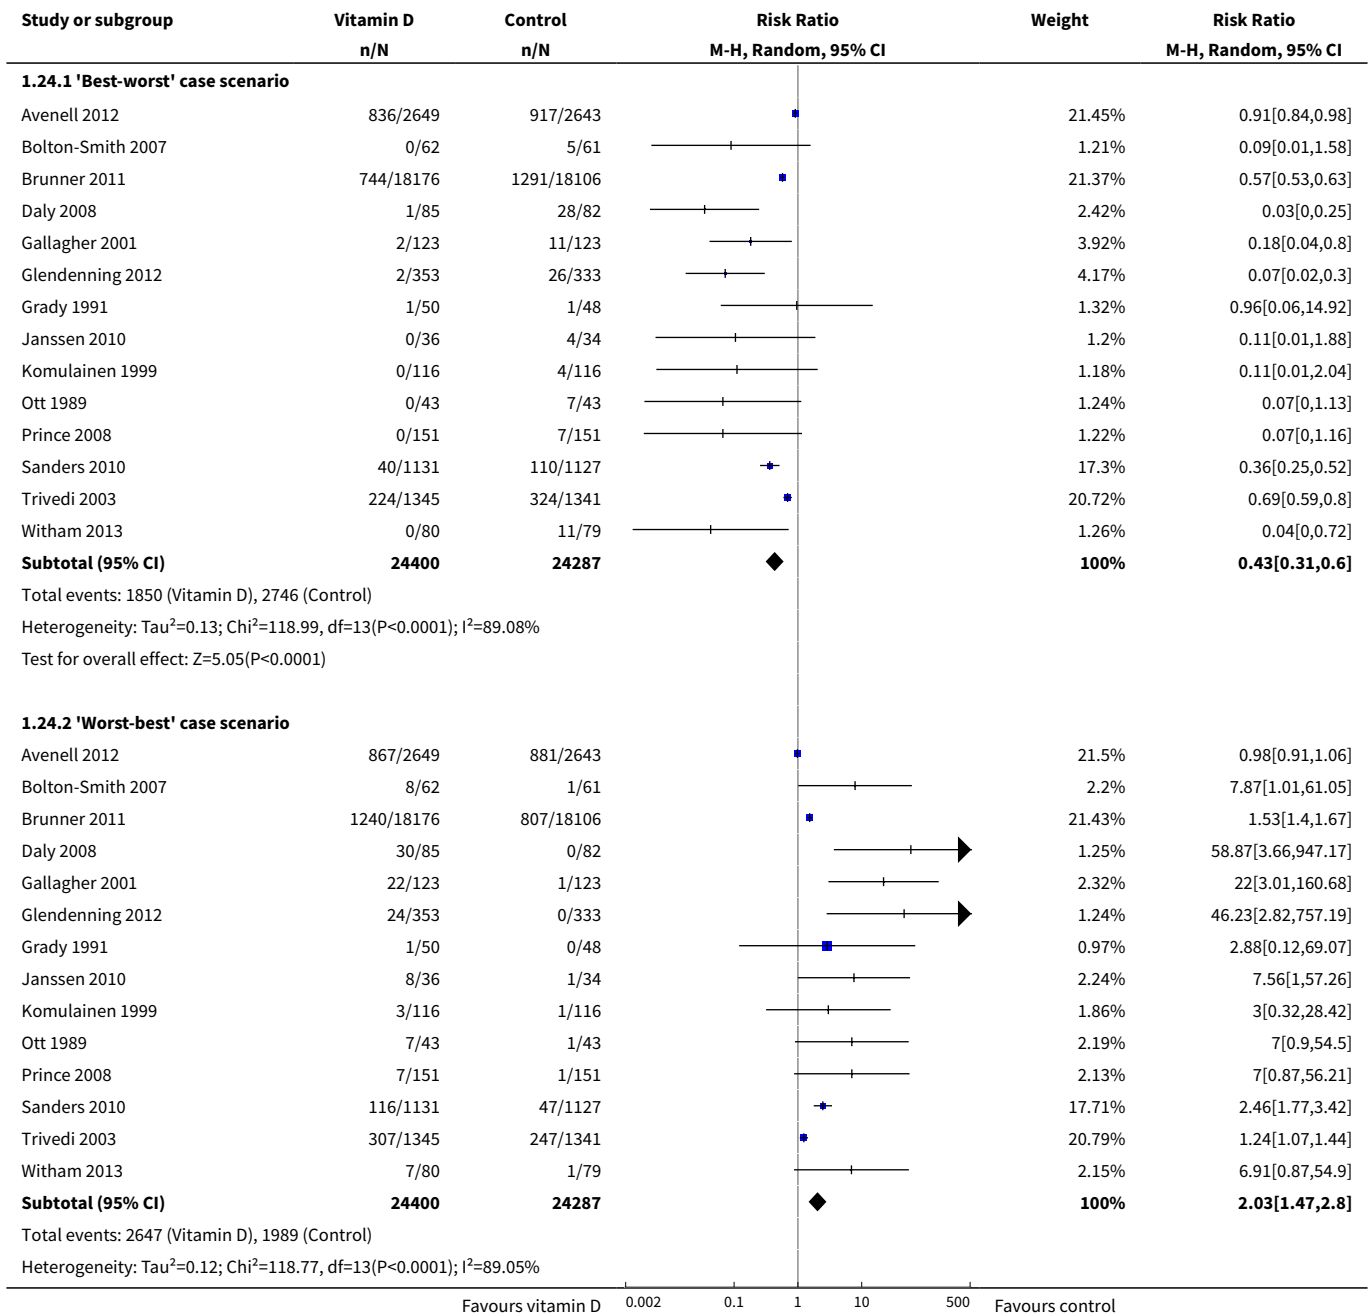 Study or subgroup Vitamin D Control Risk Ratio Weight Risk Ratio
n/N n/N M-H, Random, 95% CI M-H, Random, 95% CI
1.24.1 'Best-worst' case scenario
Avenell 2012 836/2649 917/2643 21.45% 0.91[0.84,0.98]
Bolton-Smith 2007 0/62 5/61 1.21% 0.09[0.01,1.58]
Brunner 2011 744/18176 1291/18106 21.37% 0.57[0.53,0.63]
Daly 2008 1/85 28/82 2.42% 0.03[0,0.25]
Gallagher 2001 2/123 11/123 3.92% 0.18[0.04,0.8]
Glendenning 2012 2/353 26/333 4.17% 0.07[0.02,0.3]
Grady 1991 1/50 1/48 1.32% 0.96[0.06,14.92]
Janssen 2010 0/36 4/34 1.2% 0.11[0.01,1.88]
Komulainen 1999 0/116 4/116 1.18% 0.11[0.01,2.04]
Ott 1989 0/43 7/43 1.24% 0.07[0,1.13]
Prince 2008 0/151 7/151 1.22% 0.07[0,1.16]
Sanders 2010 40/1131 110/1127 17.3% 0.36[0.25,0.52]
Trivedi 2003 224/1345 324/1341 20.72% 0.69[0.59,0.8]
Witham 2013 0/80 11/79 1.26% 0.04[0,0.72]
Subtotal (95% CI) 24400 24287 100% 0.43[0.31,0.6]
Total events: 1850 (Vitamin D), 2746 (Control)
Heterogeneity: Tau²=0.13; Chi²=118.99, df=13(P<0.0001); I²=89.08%
Test for overall effect: Z=5.05(P<0.0001)
1.24.2 'Worst-best' case scenario
Avenell 2012 867/2649 881/2643 21.5% 0.98[0.91,1.06]
Bolton-Smith 2007 8/62 1/61 2.2% 7.87[1.01,61.05]
Brunner 2011 1240/18176 807/18106 21.43% 1.53[1.4,1.67]
Daly 2008 30/85 0/82 1.25% 58.87[3.66,947.17]
Gallagher 2001 22/123 1/123 2.32% 22[3.01,160.68]
Glendenning 2012 24/353 0/333 1.24% 46.23[2.82,757.19]
Grady 1991 1/50 0/48 0.97% 2.88[0.12,69.07]
Janssen 2010 8/36 1/34 2.24% 7.56[1,57.26]
Komulainen 1999 3/116 1/116 1.86% 3[0.32,28.42]
Ott 1989 7/43 1/43 2.19% 7[0.9,54.5]
Prince 2008 7/151 1/151 2.13% 7[0.87,56.21]
Sanders 2010 116/1131 47/1127 17.71% 2.46[1.77,3.42]
Trivedi 2003 307/1345 247/1341 20.79% 1.24[1.07,1.44]
Witham 2013 7/80 1/79 2.15% 6.91[0.87,54.9]
Subtotal (95% CI) 24400 24287 100% 2.03[1.47,2.8]
Total events: 2647 (Vitamin D), 1989 (Control)
Heterogeneity: Tau²=0.12; Chi²=118.77, df=13(P<0.0001); I²=89.05%
Favours vitamin D 0.002 0.1 1 10 500 Favours control